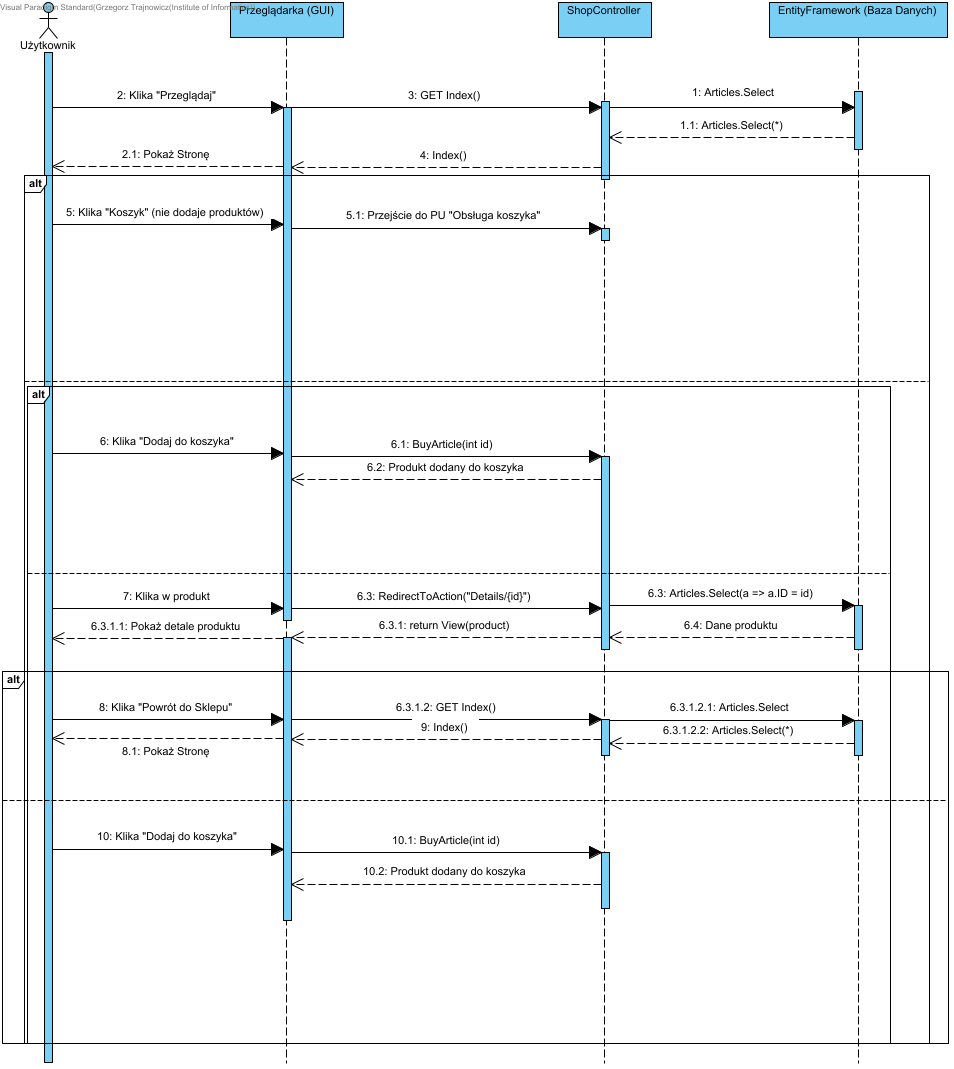 Visual Paradigm Standard(Grzegorz Trajnowicz(Institute of
Przeglądarka (GUI)
ShopController
EntityFramework (Baza Danych)
Użytkownik
2: Klika "Przeglądaj"
3: GET Index()
1: Articles.Select
1.1: Articles.Select(*)
2.1: Pokaż Stronę
4: Index()
alt
5: Klika "Koszyk" (nie dodaje produktów)
5.1: Przejście do PU "Obsługa koszyka"
alt
6: Klika "Dodaj do koszyka"
6.1: BuyArticle(int id)
6.2: Produkt dodany do koszyka
7: Klika w produkt
6.3: RedirectToAction("Details/{id}")
6.3: Articles.Select(a => a.ID = id)
6.3.1.1: Pokaż detale produktu
6.3.1: return View(product)
6.4: Dane produktu
alt
8: Klika "Powrót do Sklepu"
6.3.1.2: GET Index()
6.3.1.2.1: Articles.Select
9: Index()
6.3.1.2.2: Articles.Select(*)
8.1: Pokaż Stronę
10: Klika "Dodaj do koszyka"
10.1: BuyArticle(int id)
10.2: Produkt dodany do koszyka